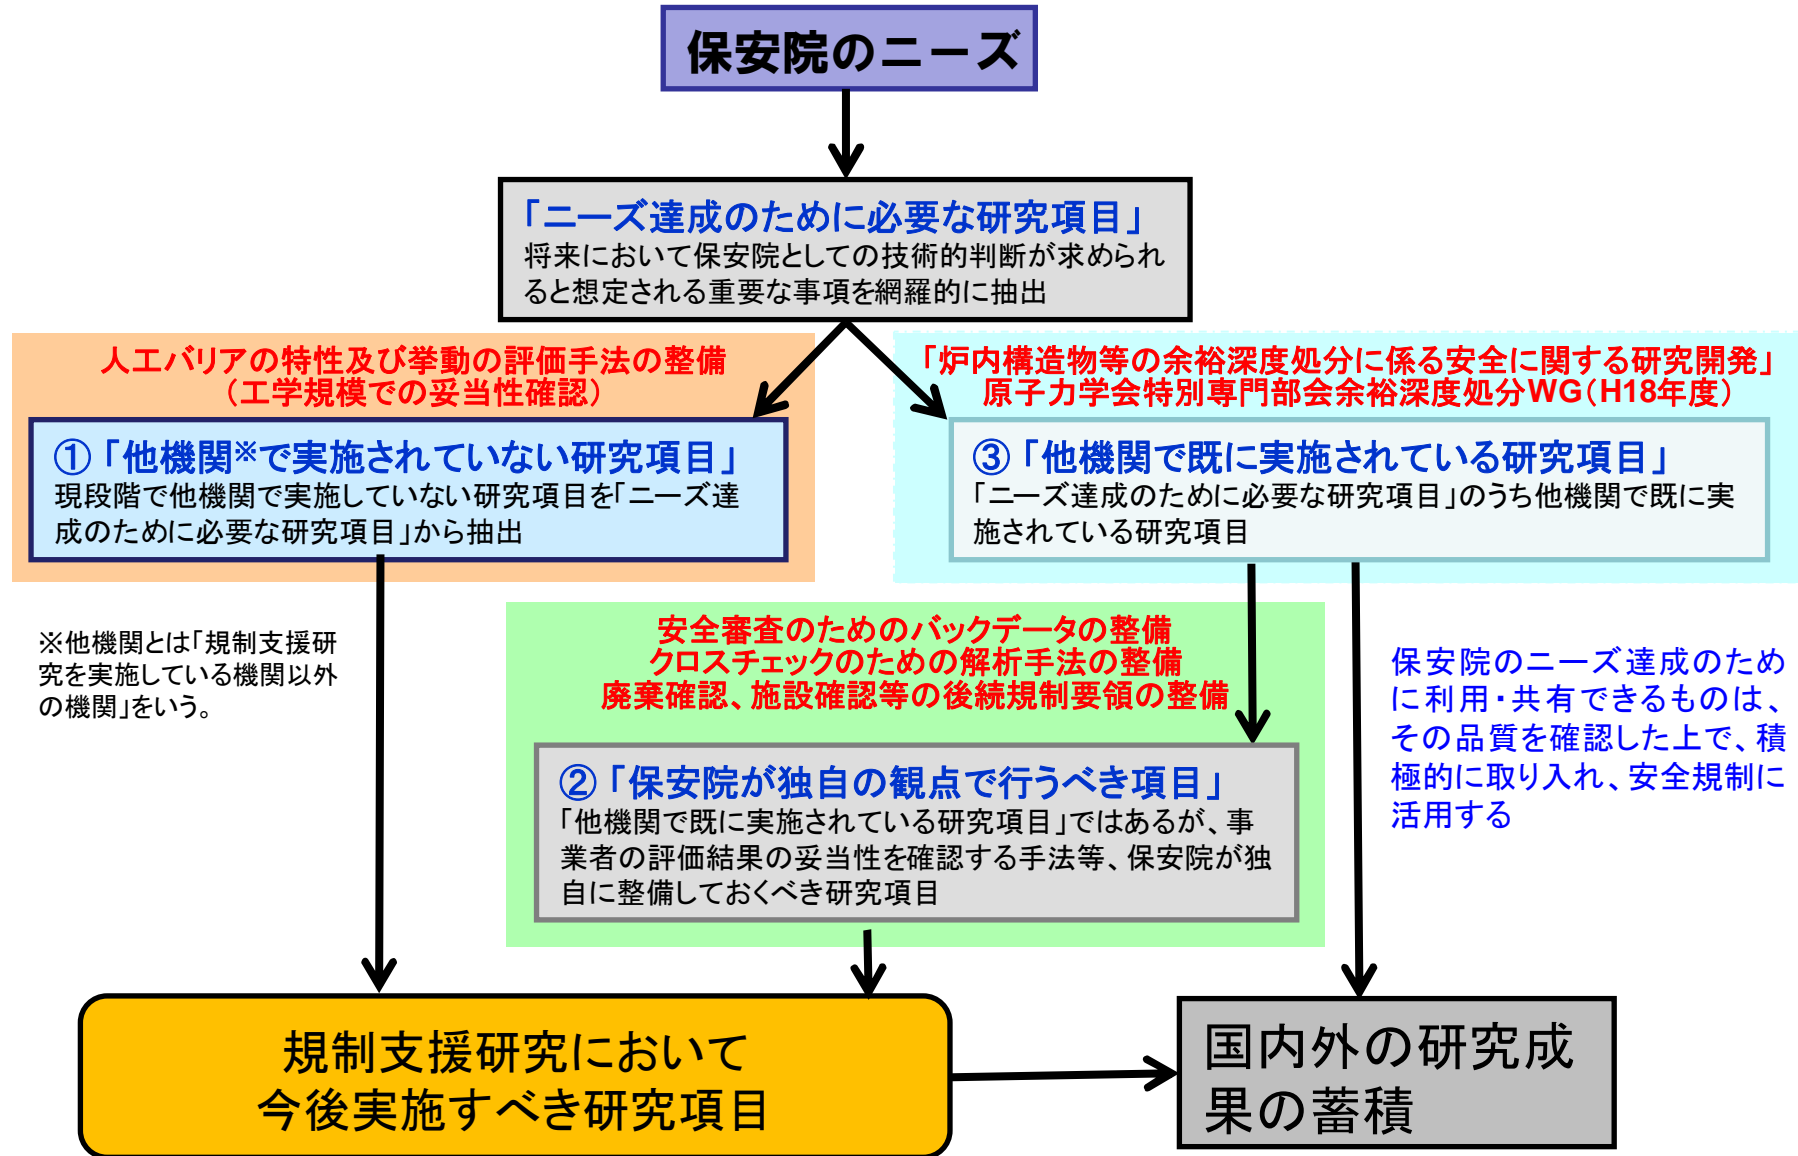 保安院のニーズ
「ニーズ達成のために必要な研究項目」
将来において保安院としての技術的判断が求められ
ると想定される重要な事項を網羅的に抽出
人工バリアの特性及び挙動の評価手法の整備
（工学規模での妥当性確認）
①「他機関※で実施されていない研究項目」
現段階で他機関で実施していない研究項目を「ニーズ達
成のために必要な研究項目」から抽出
「炉内構造物等の余裕深度処分に係る安全に関する研究開発」
原子力学会特別専門部会余裕深度処分WG（H18年度）
③「他機関で既に実施されている研究項目」
「ニーズ達成のために必要な研究項目」のうち他機関で既に実
施されている研究項目
※他機関とは「規制支援研
究を実施している機関以外
の機関」をいう。
安全審査のためのバックデータの整備
クロスチェックのための解析手法の整備
廃棄確認、施設確認等の後続規制要領の整備
②「保安院が独自の観点で行うべき項目」
「他機関で既に実施されている研究項目」ではあるが、事
業者の評価結果の妥当性を確認する手法等、保安院が独
自に整備しておくべき研究項目
保安院のニーズ達成のため
に利用・共有できるものは、
その品質を確認した上で、積
極的に取り入れ、安全規制に
活用する
規制支援研究において
今後実施すべき研究項目
国内外の研究成
果の蓄積